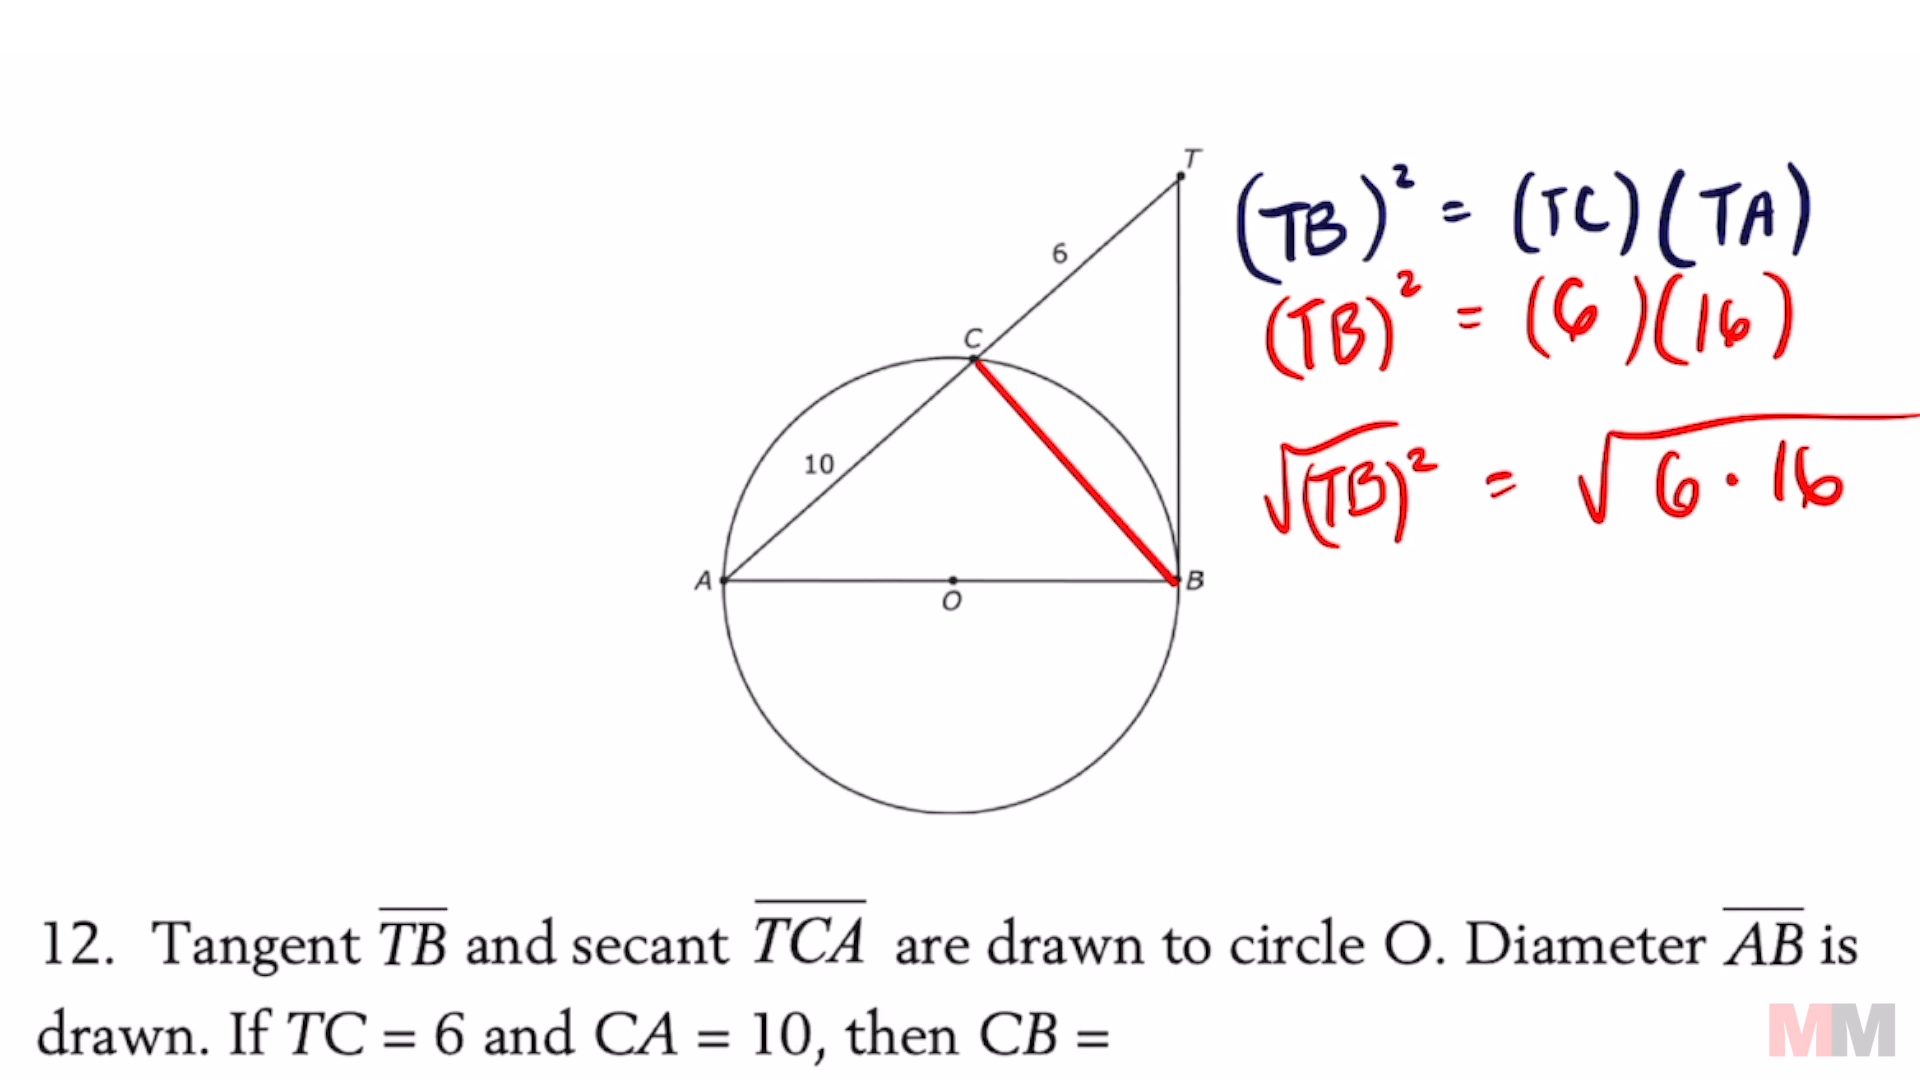 T
(TB)² = (TC)(TA)
6
(TB)² = (6)(16)
C
10
√(TB)² = √6 · 16
A
O
B
12. Tangent TB and secant TCA are drawn to circle O. Diameter AB is
drawn. If TC = 6 and CA = 10, then CB =
MM